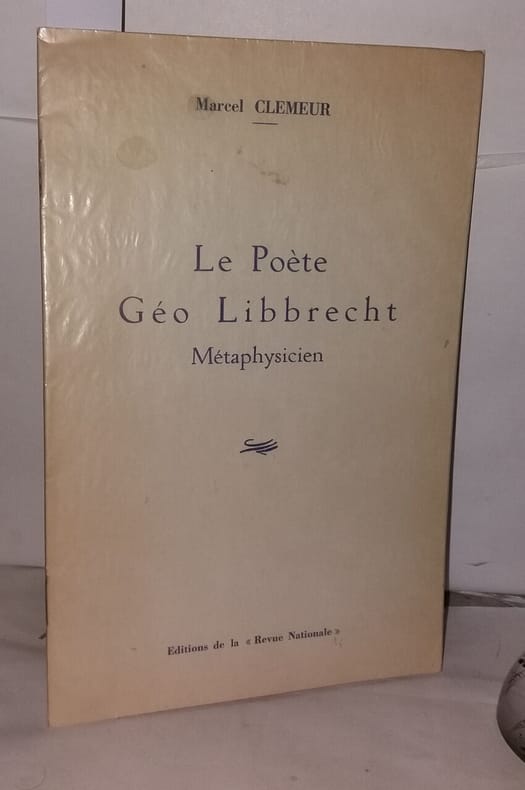 Marcel CLEMEUR
Le Poète
Géo Libbrecht
Métaphysicien
Editions de la « Revue Nationale »